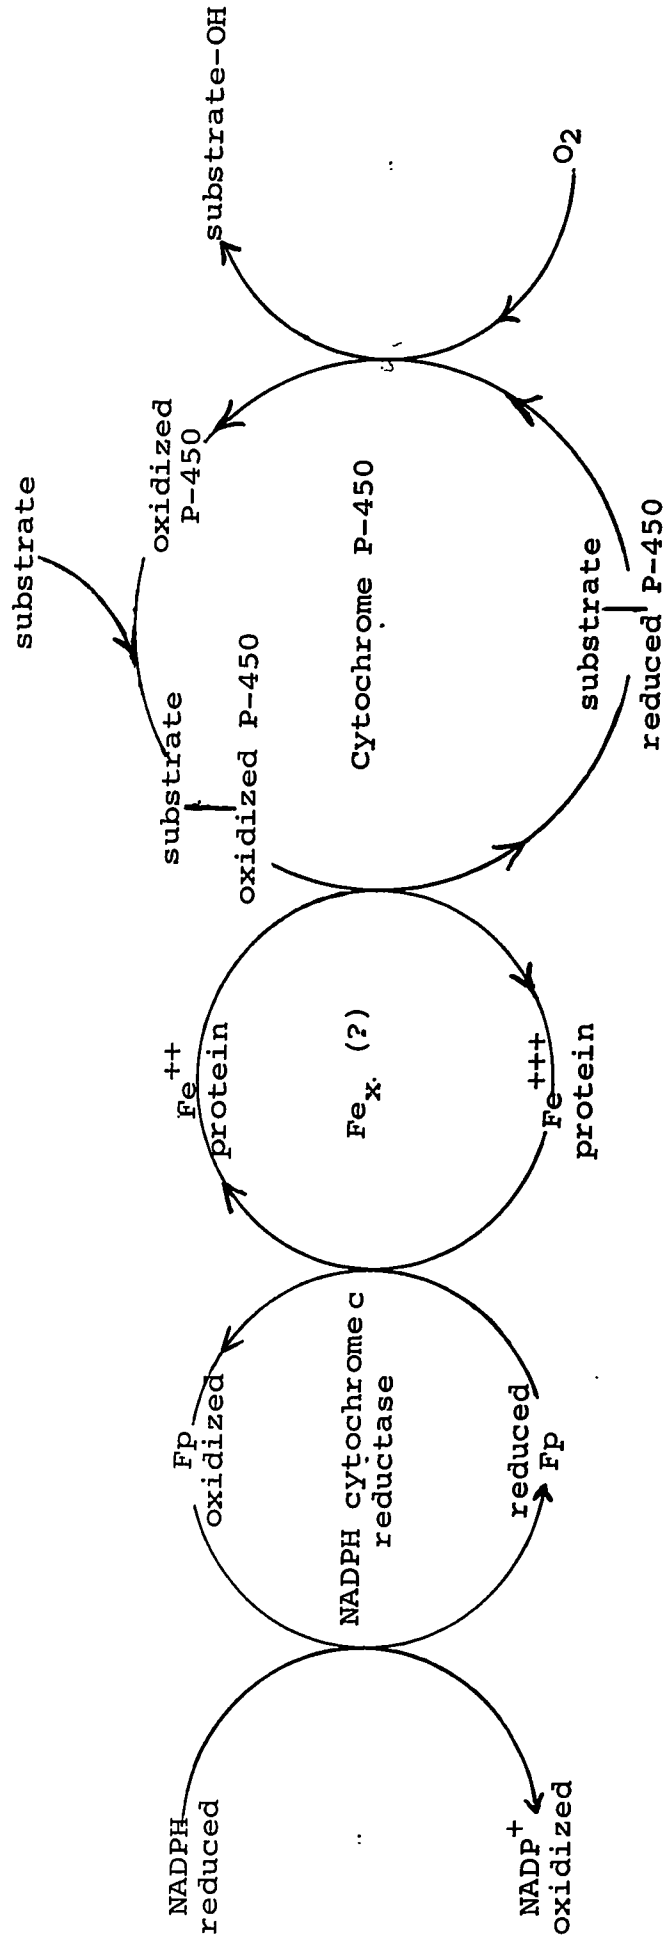 NADPH
reduced
NADP+
oxidized
Fp
oxidized
NADPH cytochrome c
reductase
reduced
Fp
Fe++
protein
Fex. (?)
Fe+++
protein
substrate
substrate
oxidized P-450
oxidized
P-450
Cytochrome P-450
substrate
reduced P-450
substrate-OH
O2